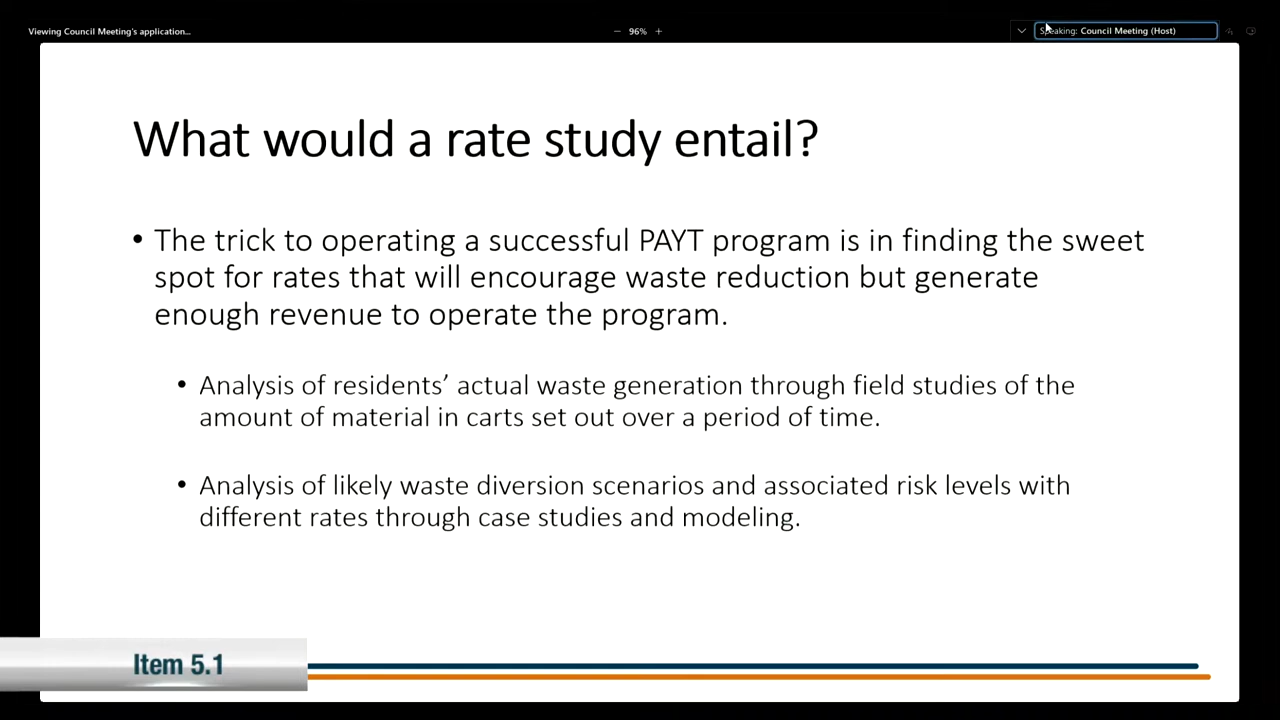 Viewing Council Meeting's application...
− 96% +
Speaking: Council Meeting (Host)
What would a rate study entail?
• The trick to operating a successful PAYT program is in finding the sweet
spot for rates that will encourage waste reduction but generate
enough revenue to operate the program.
• Analysis of residents’ actual waste generation through field studies of the
amount of material in carts set out over a period of time.
• Analysis of likely waste diversion scenarios and associated risk levels with
different rates through case studies and modeling.
Item 5.1